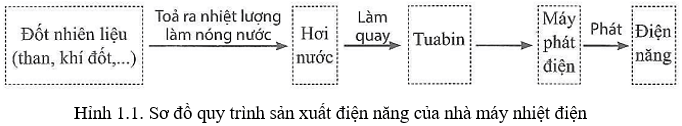 Đốt nhiên liệu
(than, khí đốt,...)
Toả ra nhiệt lượng
làm nóng nước
Hơi
nước
Làm
quay
Tuabin
Máy
phát
điện
Phát
Điện
năng
Hình 1.1. Sơ đồ quy trình sản xuất điện năng của nhà máy nhiệt điện